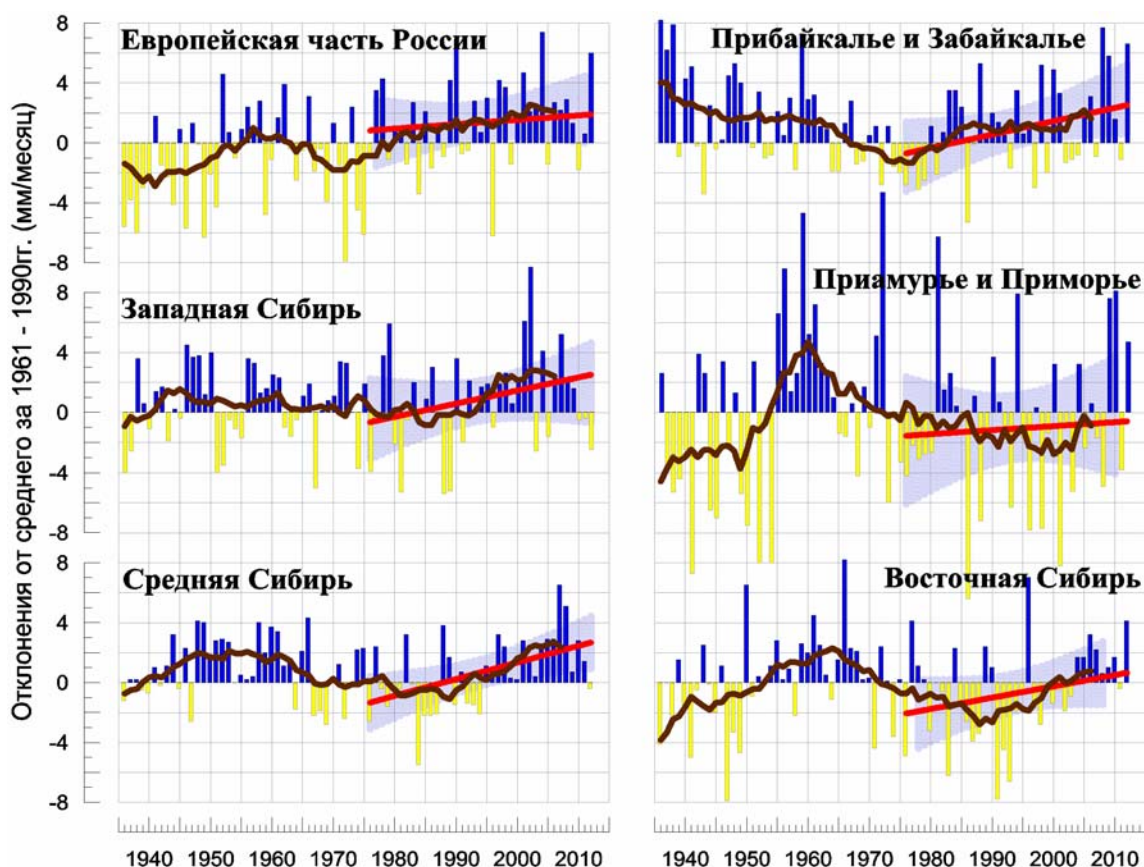 Отклонения от среднего за 1961 - 1990гг. (мм/месяц)
8
4
0
-4
-8
4
0
-4
-8
4
0
-4
-8
Европейская часть России
Прибайкалье и Забайкалье
Западная Сибирь
Приамурье и Приморье
Средняя Сибирь
Восточная Сибирь
1940 1950 1960 1970 1980 1990 2000 2010
1940 1950 1960 1970 1980 1990 2000 2010